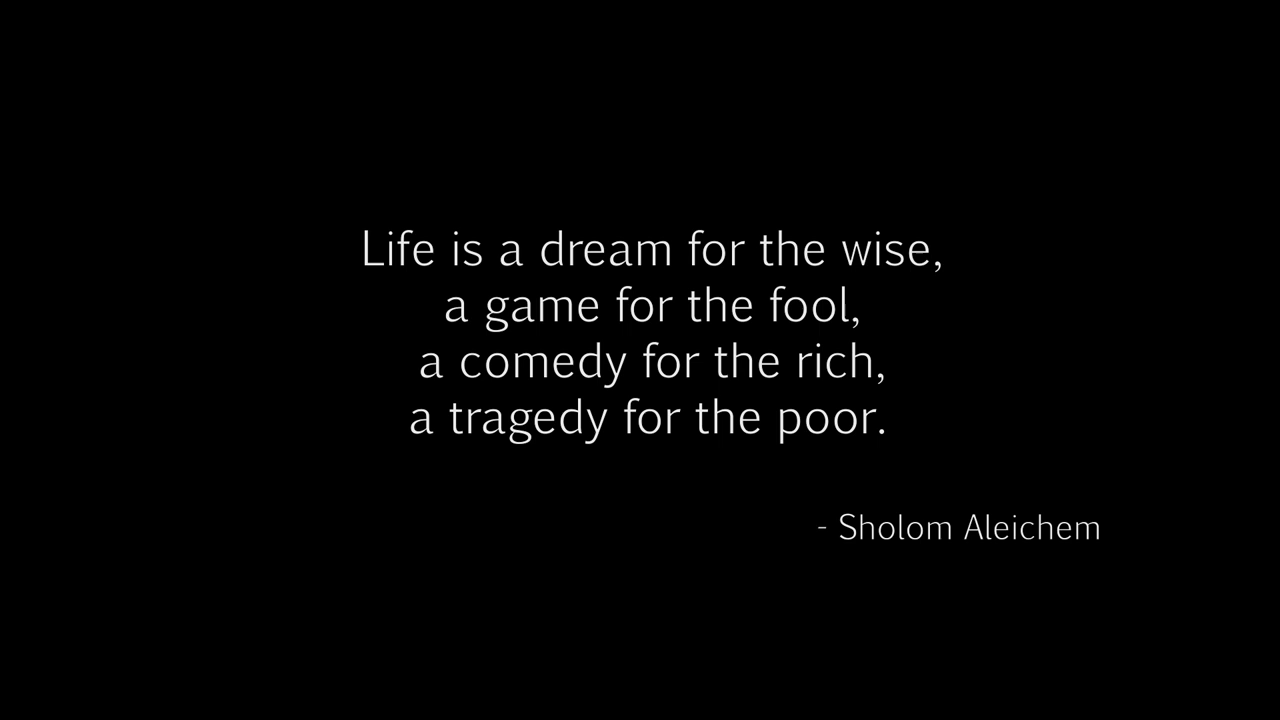 Life is a dream for the wise,
a game for the fool,
a comedy for the rich,
a tragedy for the poor.
- Sholom Aleichem